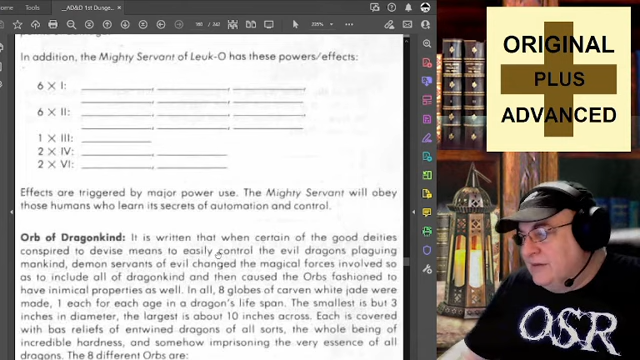 Home
Tools
__AD&D 1st Dunge...
In addition, the Mighty Servant of Leuk-O has these powers/effects:
6 X I:
6 X II:
1 X III:
2 X IV:
2 X VI:
Effects are triggered by major power use. The Mighty Servant will obey
those humans who learn its secrets of automation and control.
Orb of Dragonkind: It is written that when certain of the good deities
conspired to devise means to easily control the evil dragons plaguing
mankind, demon servants of evil changed the magical forces involved so
as to include all of dragonkind and then caused the Orbs fashioned to
have inimical properties as well. In all, 8 globes of carven white jade were
made, 1 each for each age in a dragon's life span. The smallest is but 3
inches in diameter, the largest is about 10 inches across. Each is covered
with bas reliefs of entwined dragons of all sorts, the whole being of
incredible hardness, and somehow imprisoning the very essence of all
dragons. The 8 different Orbs are:
ORIGINAL
PLUS
ADVANCED
OSR